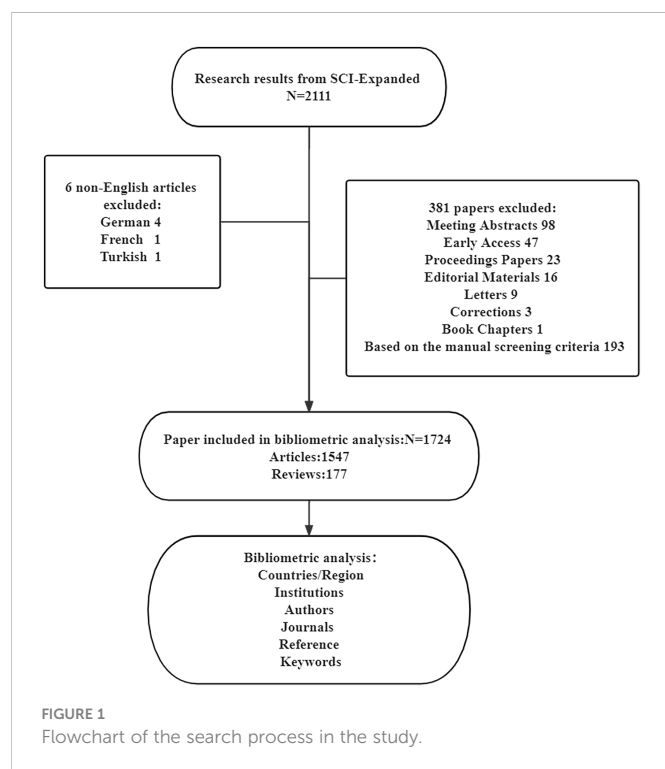 Research results from SCI-Expanded
N=2111
6 non-English articles
excluded:
German 4
French 1
Turkish 1
381 papers excluded:
Meeting Abstracts 98
Early Access 47
Proceedings Papers 23
Editorial Materials 16
Letters 9
Corrections 3
Book Chapters 1
Based on the manual screening criteria 193
Paper included in bibliometric analysis:N=1724
Articles:1547
Reviews:177
Bibliometric analysis:
Countries/Region
Institutions
Authors
Journals
Reference
Keywords
FIGURE 1
Flowchart of the search process in the study.